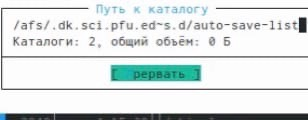 Путь к каталогу
/afs/.dk.sci.pfu.ed~s.d/auto-save-list
Каталоги: 2, общий объём: 0 Б
[ рервать ]